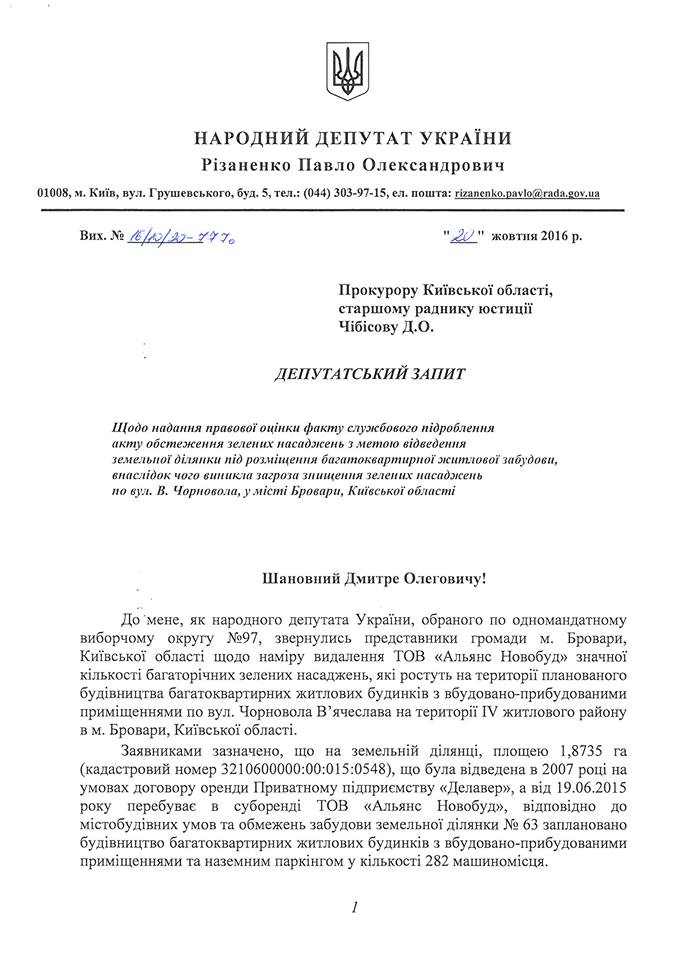 НАРОДНИЙ ДЕПУТАТ УКРАЇНИ
Різаненко Павло Олександрович
01008, м. Київ, вул. Грушевського, буд. 5, тел.: (044) 303-97-15, ел. пошта: rizanenko.pavlo@rada.gov.ua
Вих. № 16/10/20-777о
"20" жовтня 2016 р.
Прокурору Київської області,
старшому раднику юстиції
Чібісову Д.О.
ДЕПУТАТСЬКИЙ ЗАПИТ
Щодо надання правової оцінки факту службового підроблення
акту обстеження зелених насаджень з метою відведення
земельної ділянки під розміщення багатоквартирної житлової забудови,
внаслідок чого виникла загроза знищення зелених насаджень
по вул. В. Чорновола, у місті Бровари, Київської області
Шановний Дмитре Олеговичу!
До мене, як народного депутата України, обраного по одномандатному
виборчому округу №97, звернулись представники громади м. Бровари,
Київської області щодо наміру видалення ТОВ «Альянс Новобуд» значної
кількості багаторічних зелених насаджень, які ростуть на території планованого
будівництва багатоквартирних житлових будинків з вбудовано-прибудованими
приміщеннями по вул. Чорновола В’ячеслава на території IV житлового району
в м. Бровари, Київської області.
Заявниками зазначено, що на земельній ділянці, площею 1,8735 га
(кадастровий номер 3210600000:00:015:0548), що була відведена в 2007 році на
умовах договору оренди Приватному підприємству «Делавер», а від 19.06.2015
року перебуває в суборенді ТОВ «Альянс Новобуд», відповідно до
містобудівних умов та обмежень забудови земельної ділянки № 63 заплановано
будівництво багатоквартирних житлових будинків з вбудовано-прибудованими
приміщеннями та наземним паркінгом у кількості 282 машиномісця.
1